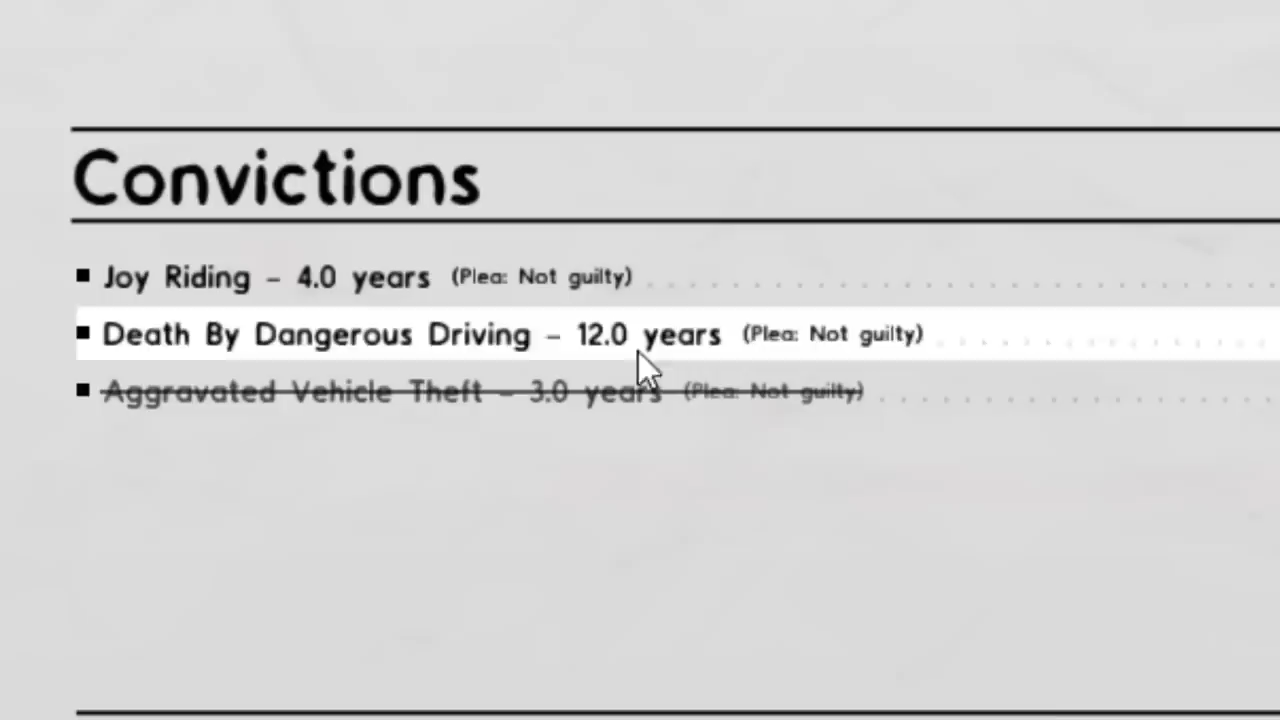 Convictions
Joy Riding – 4.0 years (Plea: Not guilty)
Death By Dangerous Driving – 12.0 years (Plea: Not guilty)
Aggravated Vehicle Theft – 3.0 years (Plea: Not guilty)